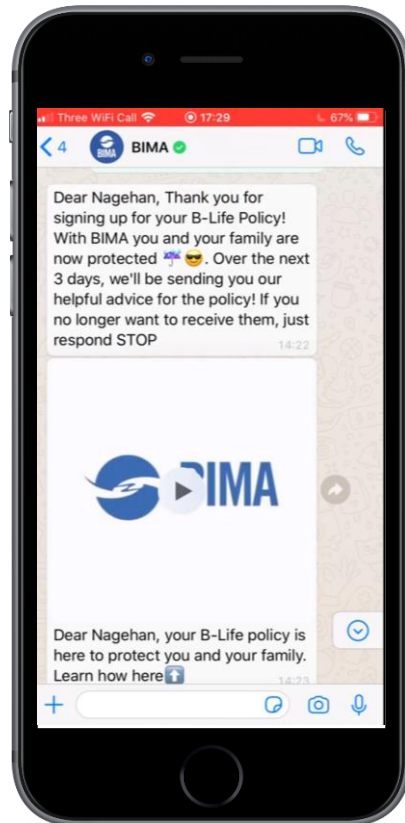 Three WiFi Call 17:29 67%
4 BIMA BIMA
Dear Nagehan, Thank you for
signing up for your B-Life Policy!
With BIMA you and your family are
now protected ☔😎. Over the next
3 days, we'll be sending you our
helpful advice for the policy! If you
no longer want to receive them, just
respond STOP
14:22
BIMA
Dear Nagehan, your B-Life policy is
here to protect you and your family.
Learn how here⬆️
14:23